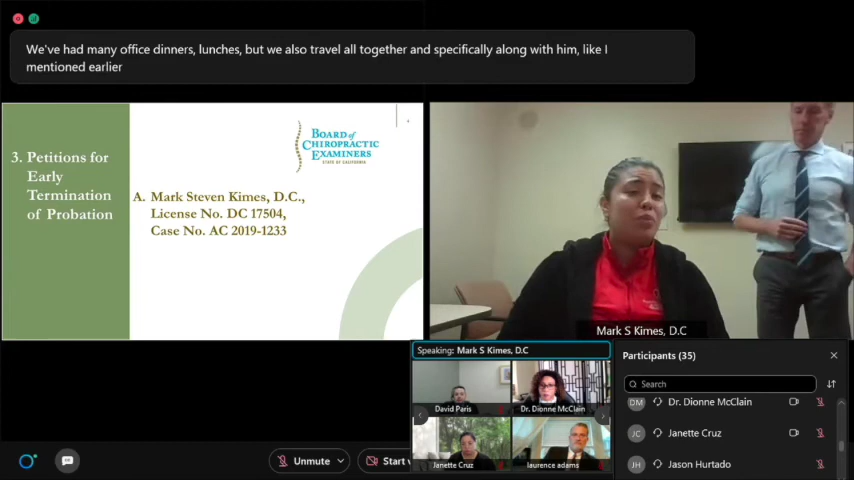 We've had many office dinners, lunches, but we also travel all together and specifically along with him, like I
mentioned earlier
3. Petitions for
Early
Termination
of Probation
BOARD of
CHIROPRACTIC
EXAMINERS
STATE OF CALIFORNIA
A. Mark Steven Kimes, D.C.,
License No. DC 17504,
Case No. AC 2019-1233
Mark S Kimes, D.C
Speaking: Mark S Kimes, D.C
David Paris
Dr. Dionne McClain
Janette Cruz
laurence adams
Participants (35)
Search
DM Dr. Dionne McClain
JC Janette Cruz
JH Jason Hurtado
Unmute
Start v